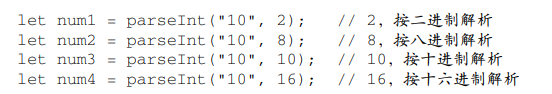 let num1 = parseInt("10", 2); // 2，按二进制解析
let num2 = parseInt("10", 8); // 8，按八进制解析
let num3 = parseInt("10", 10); // 10，按十进制解析
let num4 = parseInt("10", 16); // 16，按十六进制解析